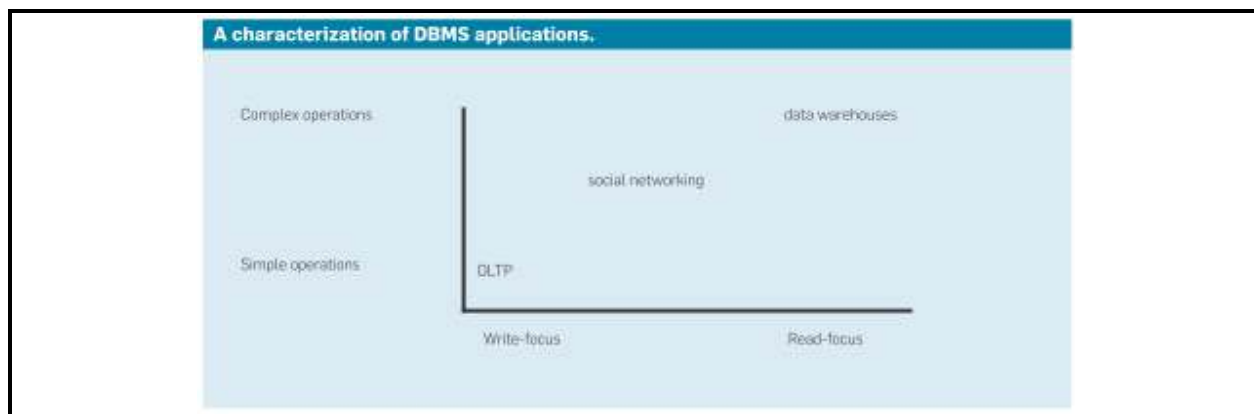 A characterization of DBMS applications.
Complex operations
data warehouses
social networking
Simple operations
OLTP
Write-focus
Read-focus